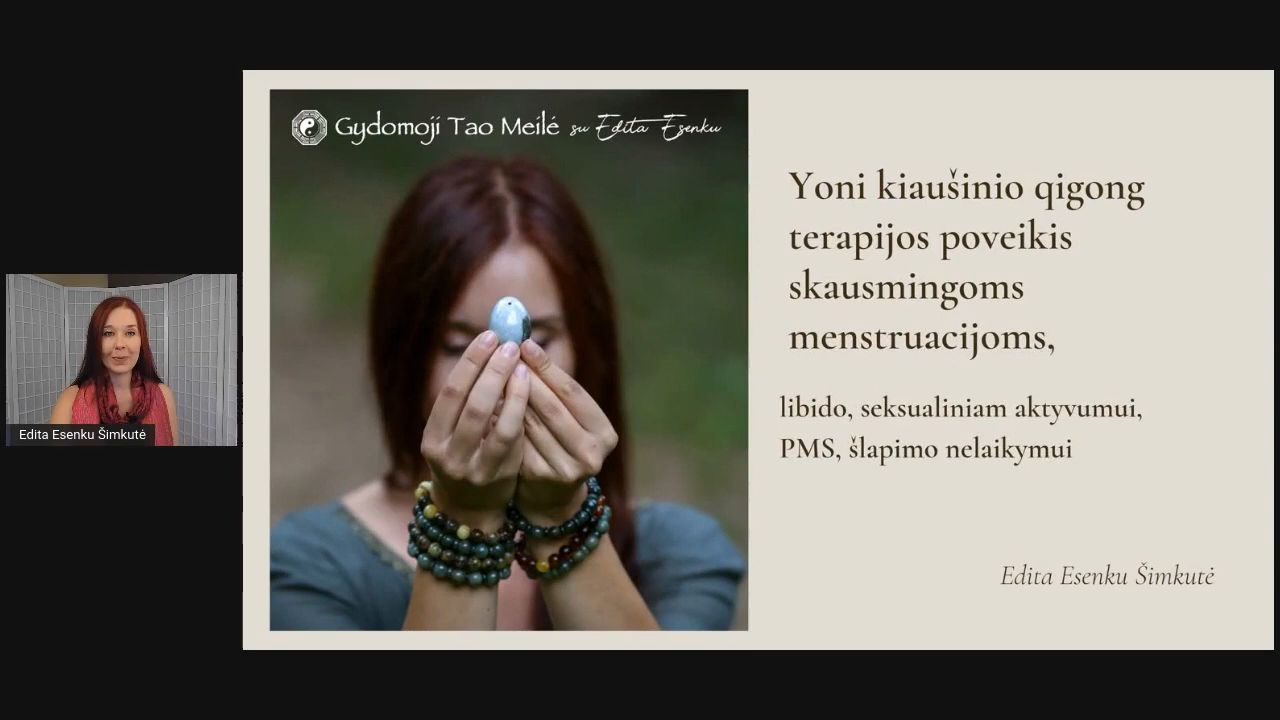 Gydomoji Tao Meilė su Edita Esenku
Yoni kiaušinio qigong
terapijos poveikis
skausmingoms
menstruacijoms,
libido, seksualiniam aktyvumui,
PMS, šlapimo nelaikymui
Edita Esenku Šimkutė
Edita Esenku Šimkutė